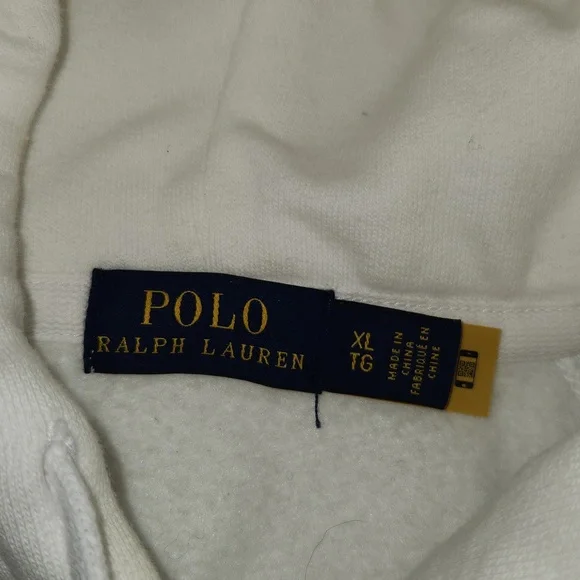 POLO
RALPH LAUREN
XL
TG
MADE IN
CHINA
FABRIQUÉ EN
CHINE